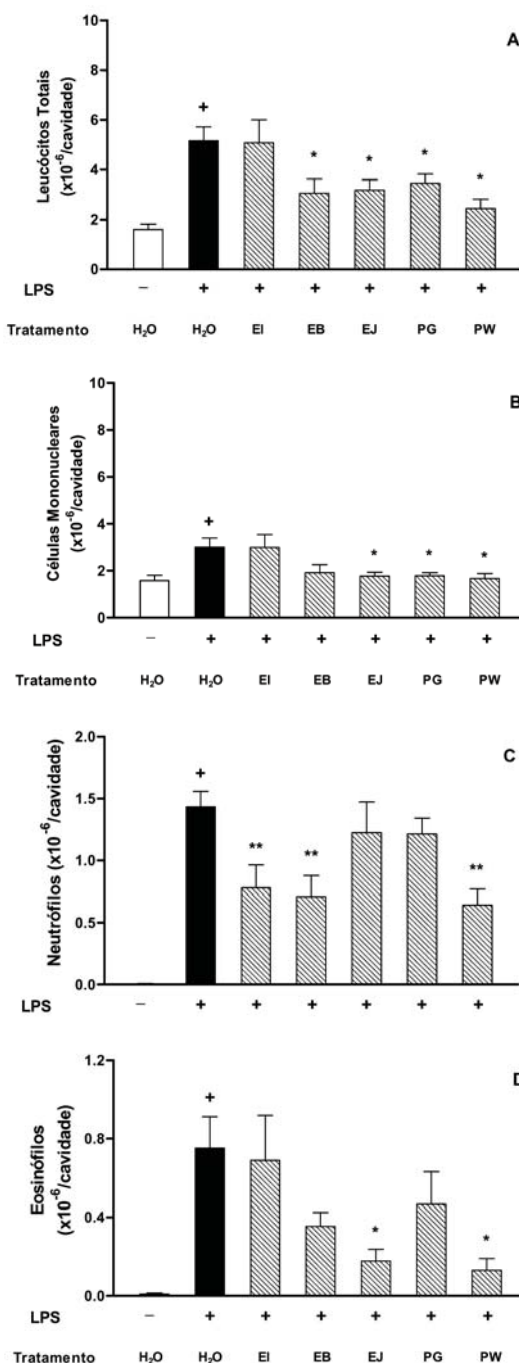 A
Leucócitos Totais
(x10⁻⁶/cavidade)
10
8
6
4
2
0
+
*
*
*
*
LPS – + + + + + +
Tratamento H₂O H₂O EI EB EJ PG PW
B
Células Mononucleares
(x10⁻⁶/cavidade)
10
8
6
4
2
0
+
*
*
*
LPS – + + + + + +
Tratamento H₂O H₂O EI EB EJ PG PW
C
Neutrófilos (x10⁻⁶/cavidade)
2.0
1.5
1.0
0.5
0.0
+
**
**
**
LPS – + + + + + +
D
Eosinófilos
(x10⁻⁶/cavidade)
1.2
0.8
0.4
0.0
+
*
*
LPS – + + + + + +
Tratamento H₂O H₂O EI EB EJ PG PW